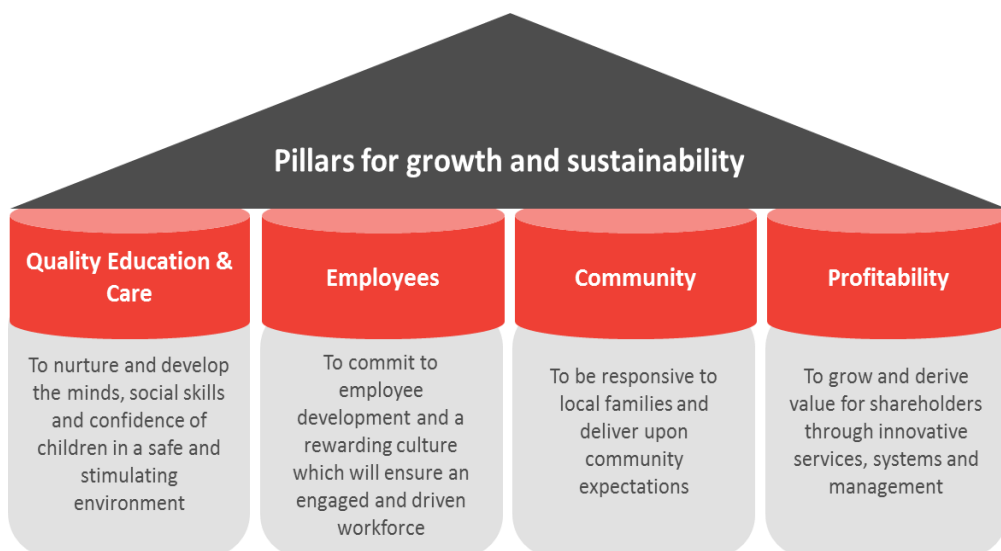 Pillars for growth and sustainability
Quality Education &
Care
To nurture and develop
the minds, social skills
and confidence of
children in a safe and
stimulating
environment
Employees
To commit to
employee
development and a
rewarding culture
which will ensure an
engaged and driven
workforce
Community
To be responsive to
local families and
deliver upon
community
expectations
Profitability
To grow and derive
value for shareholders
through innovative
services, systems and
management